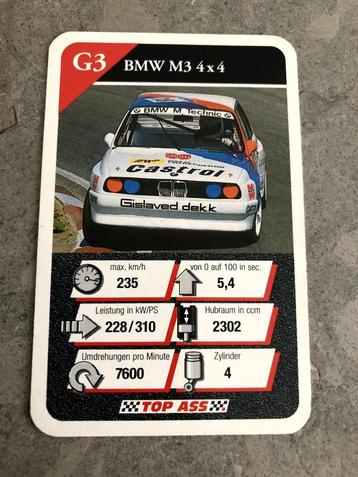 G3
BMW M3 4x4
BMW M Technic
Castrol
Gislaved dekk
max. km/h
235
von 0 auf 100 in sec.
5,4
Leistung in kW/PS
228/310
Hubraum in ccm
2302
Umdrehungen pro Minute
7600
Zylinder
4
TOP ASS